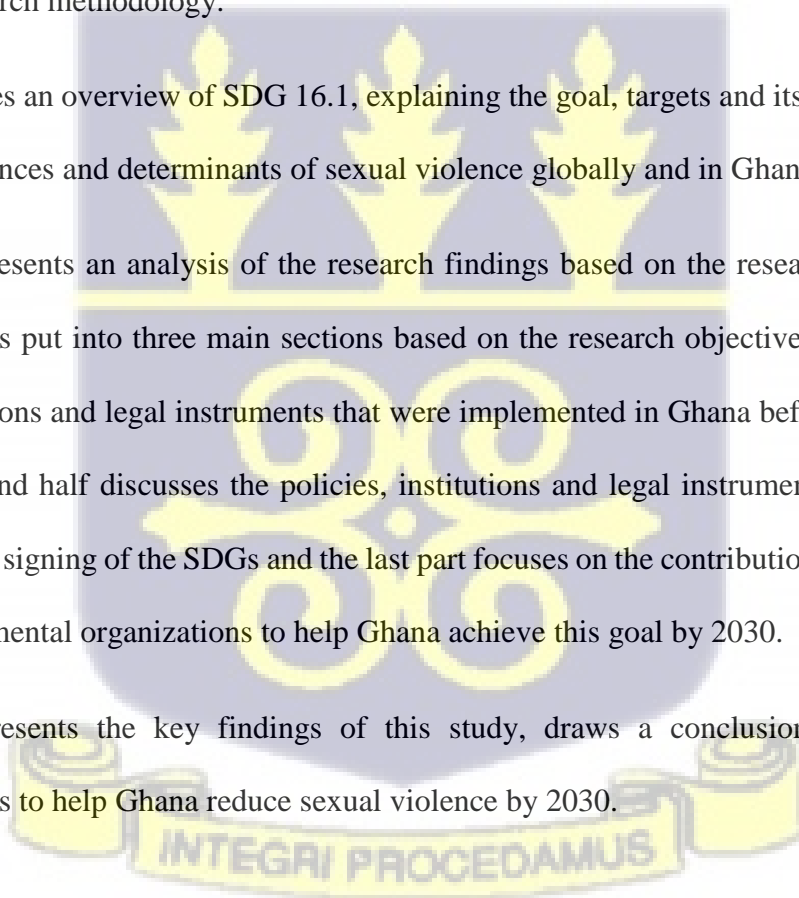 rch methodology.
es an overview of SDG 16.1, explaining the goal, targets and its
nces and determinants of sexual violence globally and in Ghan
esents an analysis of the research findings based on the resea
s put into three main sections based on the research objective
ons and legal instruments that were implemented in Ghana bef
nd half discusses the policies, institutions and legal instrumen
signing of the SDGs and the last part focuses on the contributio
mental organizations to help Ghana achieve this goal by 2030.
resents the key findings of this study, draws a conclusion
s to help Ghana reduce sexual violence by 2030.
INTEGRI PROCEDAMUS